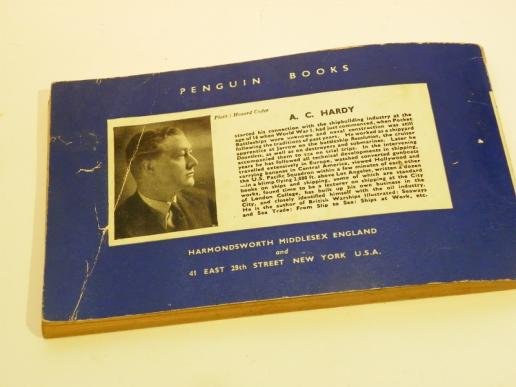 PENGUIN BOOKS
Photo: Howard Coster
A. C. HARDY
started his connection with the shipbuilding industry at the
age of 16 when World War I. had just commenced, when Pocket
Battleships were unknown and naval construction was still
following the traditions of past years. He worked as a shipyard
apprentice at Jarrow on the battleship Resolution, the cruiser
Dauntless, as well as on destroyers and submarines; Later he
accompanied them to sea on trial trips. In the intervening
years he has followed all technical development in shipping,
travelled extensively in Europe, watched converted gunboats
carrying bananas in Central America, viewed Hollywood and
the U.S. Pacific Squadron within a few minutes of each other
—in a blimp flying 2,000 ft. above Los Angeles, written a dozen
books on ships and shipping, some of which are standard
works, found time to be a lecturer on shipping at the City
of London College, has built up his own business in the
City, and closely identified himself with the oil industry.
He is the author of British Warships Illustrated: Seaways
and Sea Trade: From Slip to Sea: Ships at Work, etc.
HARMONDSWORTH MIDDLESEX ENGLAND
and
41 EAST 28th STREET NEW YORK U.S.A.